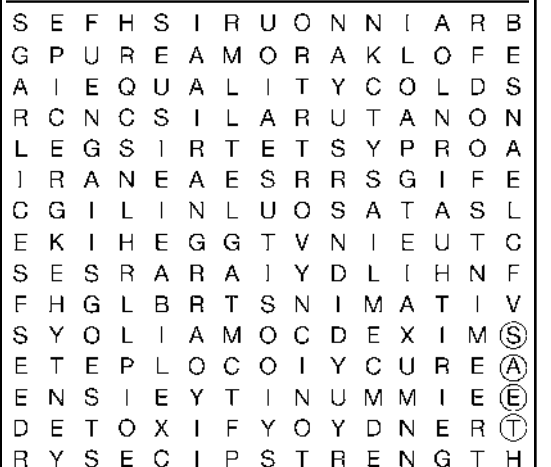 S E F H S I R U O N N I A R B
G P U R E A M O R A K L O F E
A I E Q U A L I T Y C O L D S
R C N C S I L A R U T A N O N
L E G S I R T E T S Y P R O A
I R A N E A E S R R S G I F E
C G I L I N L U O S A T A S L
E K I H E G G T V N I E U T C
S E S R A R A I Y D L I H N F
F H G L B R T S N I M A T I V
S Y O L I A M O C D E X I M S
E T E P L O C O I Y C U R E A
E N S I E Y T I N U M M I E E
D E T O X I F Y O Y D N E R T
R Y S E C I P S T R E N G T H